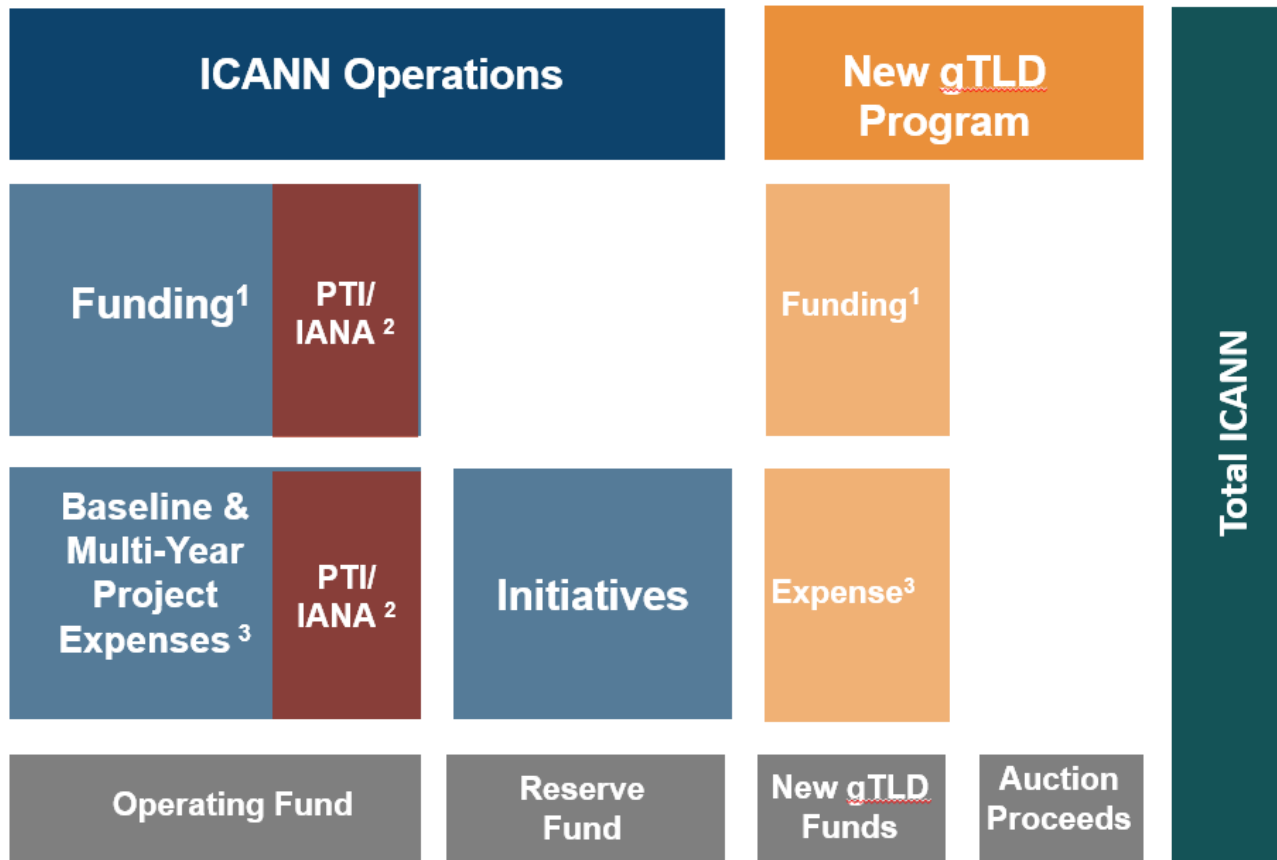 ICANN Operations
New gTLD
Program
Funding¹
PTI/
IANA ²
Funding¹
Baseline &
Multi-Year
Project
Expenses ³
PTI/
IANA ²
Initiatives
Expense³
Operating Fund
Reserve
Fund
New gTLD
Funds
Auction
Proceeds
Total ICANN